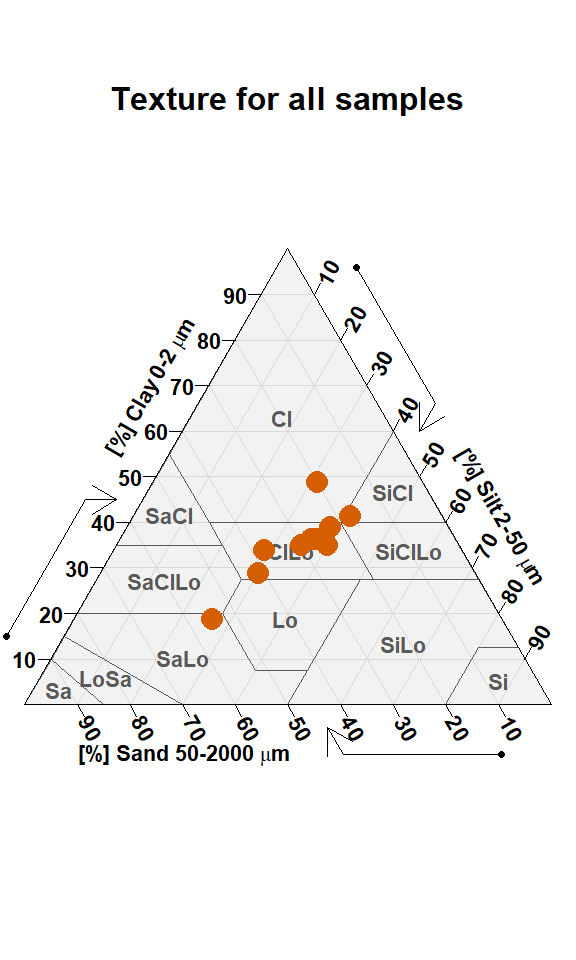 Texture for all samples
90
80
70
60
50
40
30
20
10
[%] Clay 0-2 μm
10
20
30
40
50
60
70
80
90
[%] Silt 2-50 μm
90
80
70
60
50
40
30
20
10
[%] Sand 50-2000 μm
Cl
SiCl
SaCl
ClLo
SiClLo
SaClLo
Lo
SiLo
SaLo
LoSa
Sa
Si